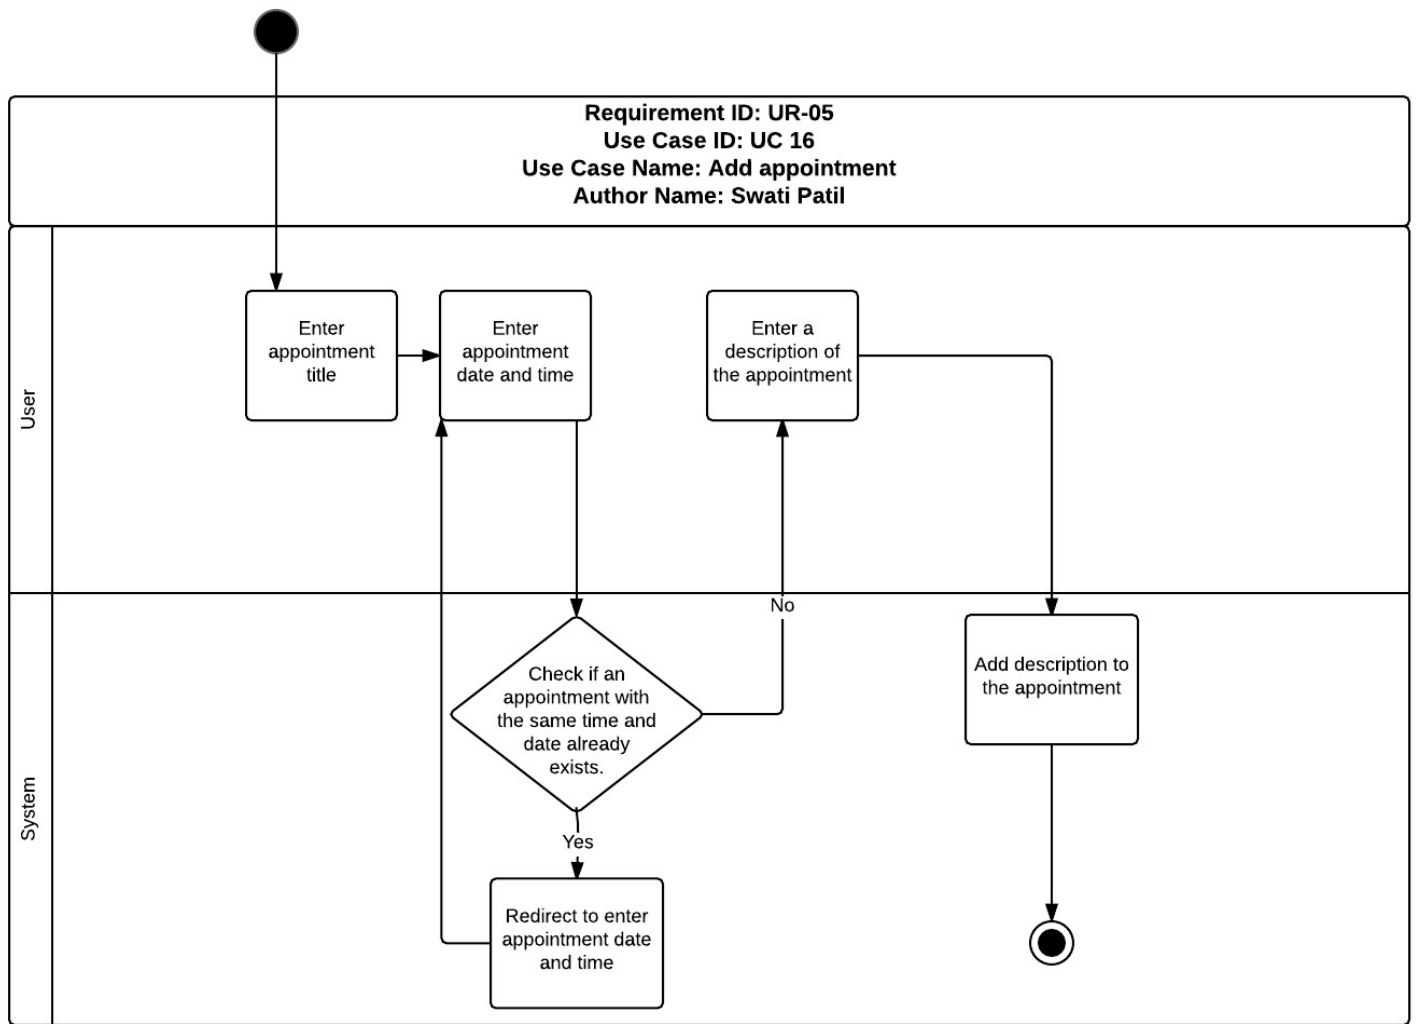 Requirement ID: UR-05
Use Case ID: UC 16
Use Case Name: Add appointment
Author Name: Swati Patil
User
Enter
appointment
title
Enter
appointment
date and time
Enter a
description of
the appointment
System
No
Check if an
appointment with
the same time and
date already
exists.
Add description to
the appointment
Yes
Redirect to enter
appointment date
and time